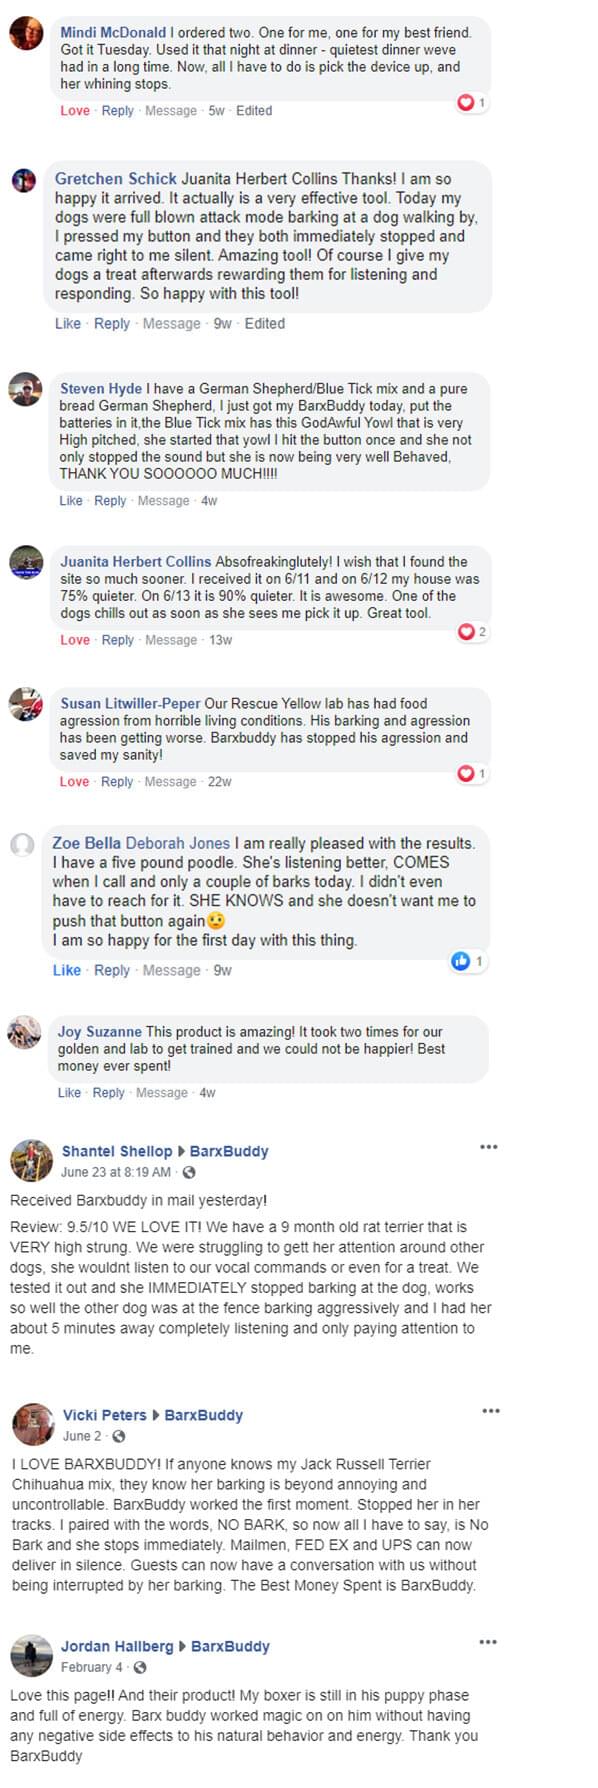 Mindi McDonald I ordered two. One for me, one for my best friend.
Got it Tuesday. Used it that night at dinner - quietest dinner weve
had in a long time. Now, all I have to do is pick the device up, and
her whining stops.
Love · Reply · Message · 5w · Edited
1
Gretchen Schick Juanita Herbert Collins Thanks! I am so
happy it arrived. It actually is a very effective tool. Today my
dogs were full blown attack mode barking at a dog walking by,
I pressed my button and they both immediately stopped and
came right to me silent. Amazing tool! Of course I give my
dogs a treat afterwards rewarding them for listening and
responding. So happy with this tool!
Like · Reply · Message · 9w · Edited
Steven Hyde I have a German Shepherd/Blue Tick mix and a pure
bread German Shepherd, I just got my BarxBuddy today, put the
batteries in it,the Blue Tick mix has this GodAwful Yowl that is very
High pitched, she started that yowl I hit the button once and she not
only stopped the sound but she is now being very well Behaved,
THANK YOU SOOOOOO MUCH!!!!
Like · Reply · Message · 4w
Juanita Herbert Collins Absofreakinglutely! I wish that I found the
site so much sooner. I received it on 6/11 and on 6/12 my house was
75% quieter. On 6/13 it is 90% quieter. It is awesome. One of the
dogs chills out as soon as she sees me pick it up. Great tool.
Love · Reply · Message · 13w
2
Susan Litwiller-Peper Our Rescue Yellow lab has had food
agression from horrible living conditions. His barking and agression
has been getting worse. Barxbuddy has stopped his agression and
saved my sanity!
Love · Reply · Message · 22w
1
Zoe Bella Deborah Jones I am really pleased with the results.
I have a five pound poodle. She's listening better, COMES
when I call and only a couple of barks today. I didn't even
have to reach for it. SHE KNOWS and she doesn't want me to
push that button again😉
I am so happy for the first day with this thing.
Like · Reply · Message · 9w
1
Joy Suzanne This product is amazing! It took two times for our
golden and lab to get trained and we could not be happier! Best
money ever spent!
Like · Reply · Message · 4w
Shantel Shellop ▶ BarxBuddy
June 23 at 8:19 AM ·
Received Barxbuddy in mail yesterday!
Review: 9.5/10 WE LOVE IT! We have a 9 month old rat terrier that is
VERY high strung. We were struggling to gett her attention around other
dogs, she wouldnt listen to our vocal commands or even for a treat. We
tested it out and she IMMEDIATELY stopped barking at the dog, works
so well the other dog was at the fence barking aggressively and I had her
about 5 minutes away completely listening and only paying attention to
me.
Vicki Peters ▶ BarxBuddy
June 2 ·
I LOVE BARXBUDDY! If anyone knows my Jack Russell Terrier
Chihuahua mix, they know her barking is beyond annoying and
uncontrollable. BarxBuddy worked the first moment. Stopped her in her
tracks. I paired with the words, NO BARK, so now all I have to say, is No
Bark and she stops immediately. Mailmen, FED EX and UPS can now
deliver in silence. Guests can now have a conversation with us without
being interrupted by her barking. The Best Money Spent is BarxBuddy.
Jordan Hallberg ▶ BarxBuddy
February 4 ·
Love this page!! And their product! My boxer is still in his puppy phase
and full of energy. Barx buddy worked magic on on him without having
any negative side effects to his natural behavior and energy. Thank you
BarxBuddy